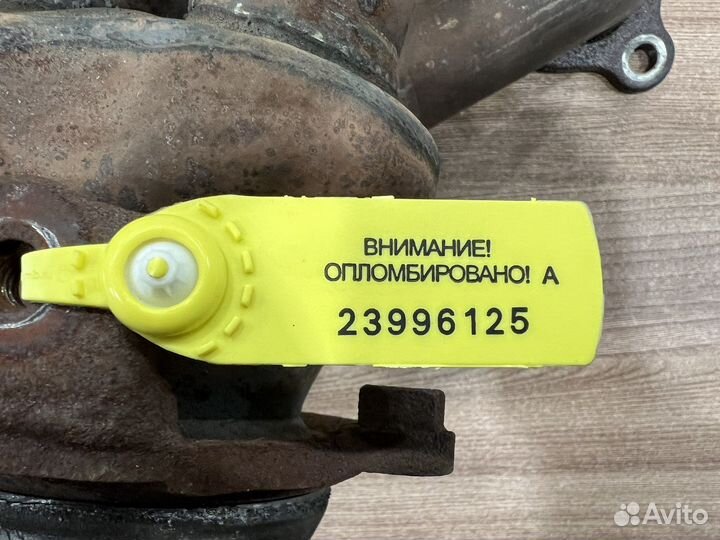 ВНИМАНИЕ!
ОПЛОМБИРОВАНО! А
23996125
Avito